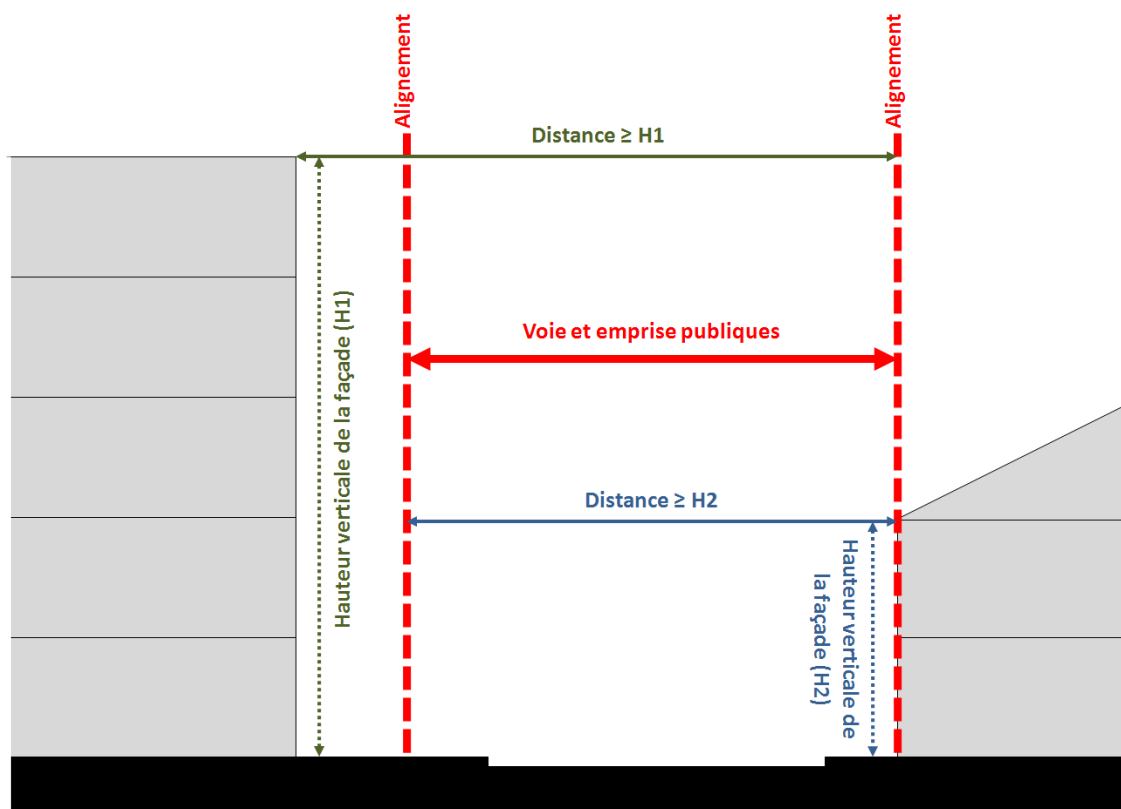 Alignement
Alignement
Distance ≥ H1
Hauteur verticale de la façade (H1)
Voie et emprise publiques
Distance ≥ H2
Hauteur verticale de
la façade (H2)